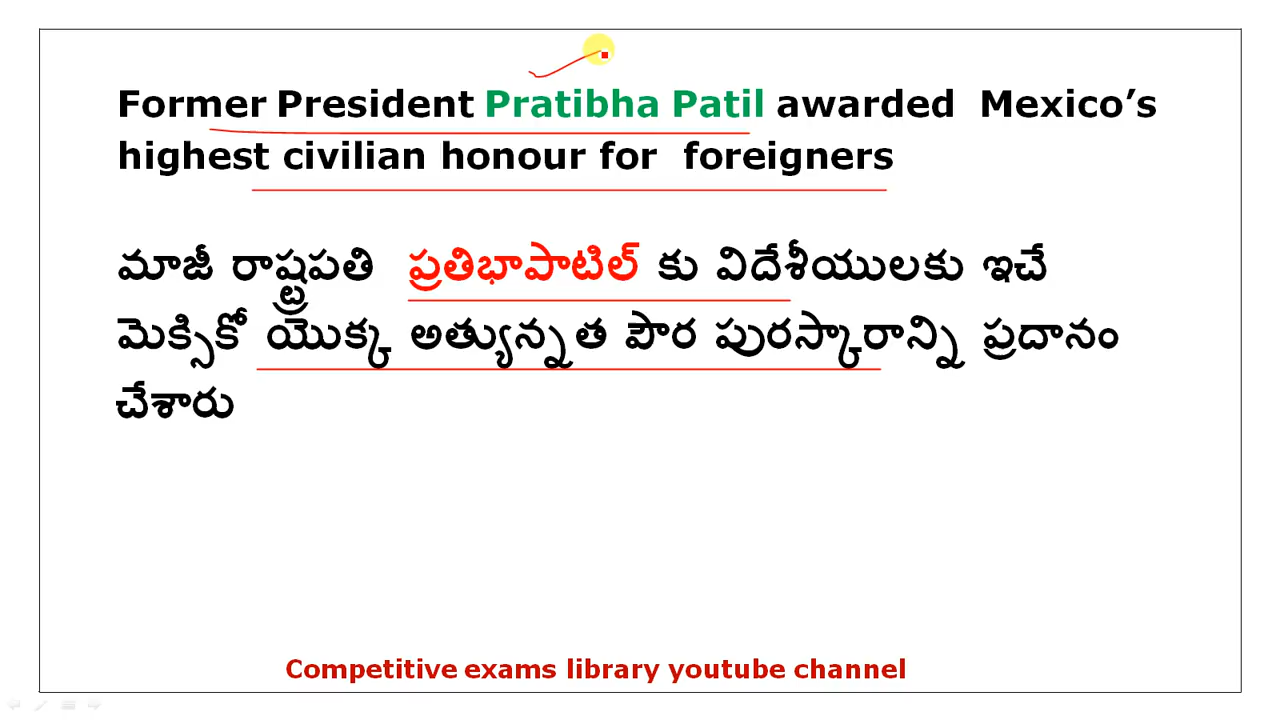 Former President Pratibha Patil awarded Mexico’s
highest civilian honour for foreigners
మాజీ రాష్ట్రపతి ప్రతిభాపాటిల్ కు విదేశీయులకు ఇచే
మెక్సికో యొక్క అత్యున్నత పౌర పురస్కారాన్ని ప్రదానం
చేశారు
Competitive exams library youtube channel